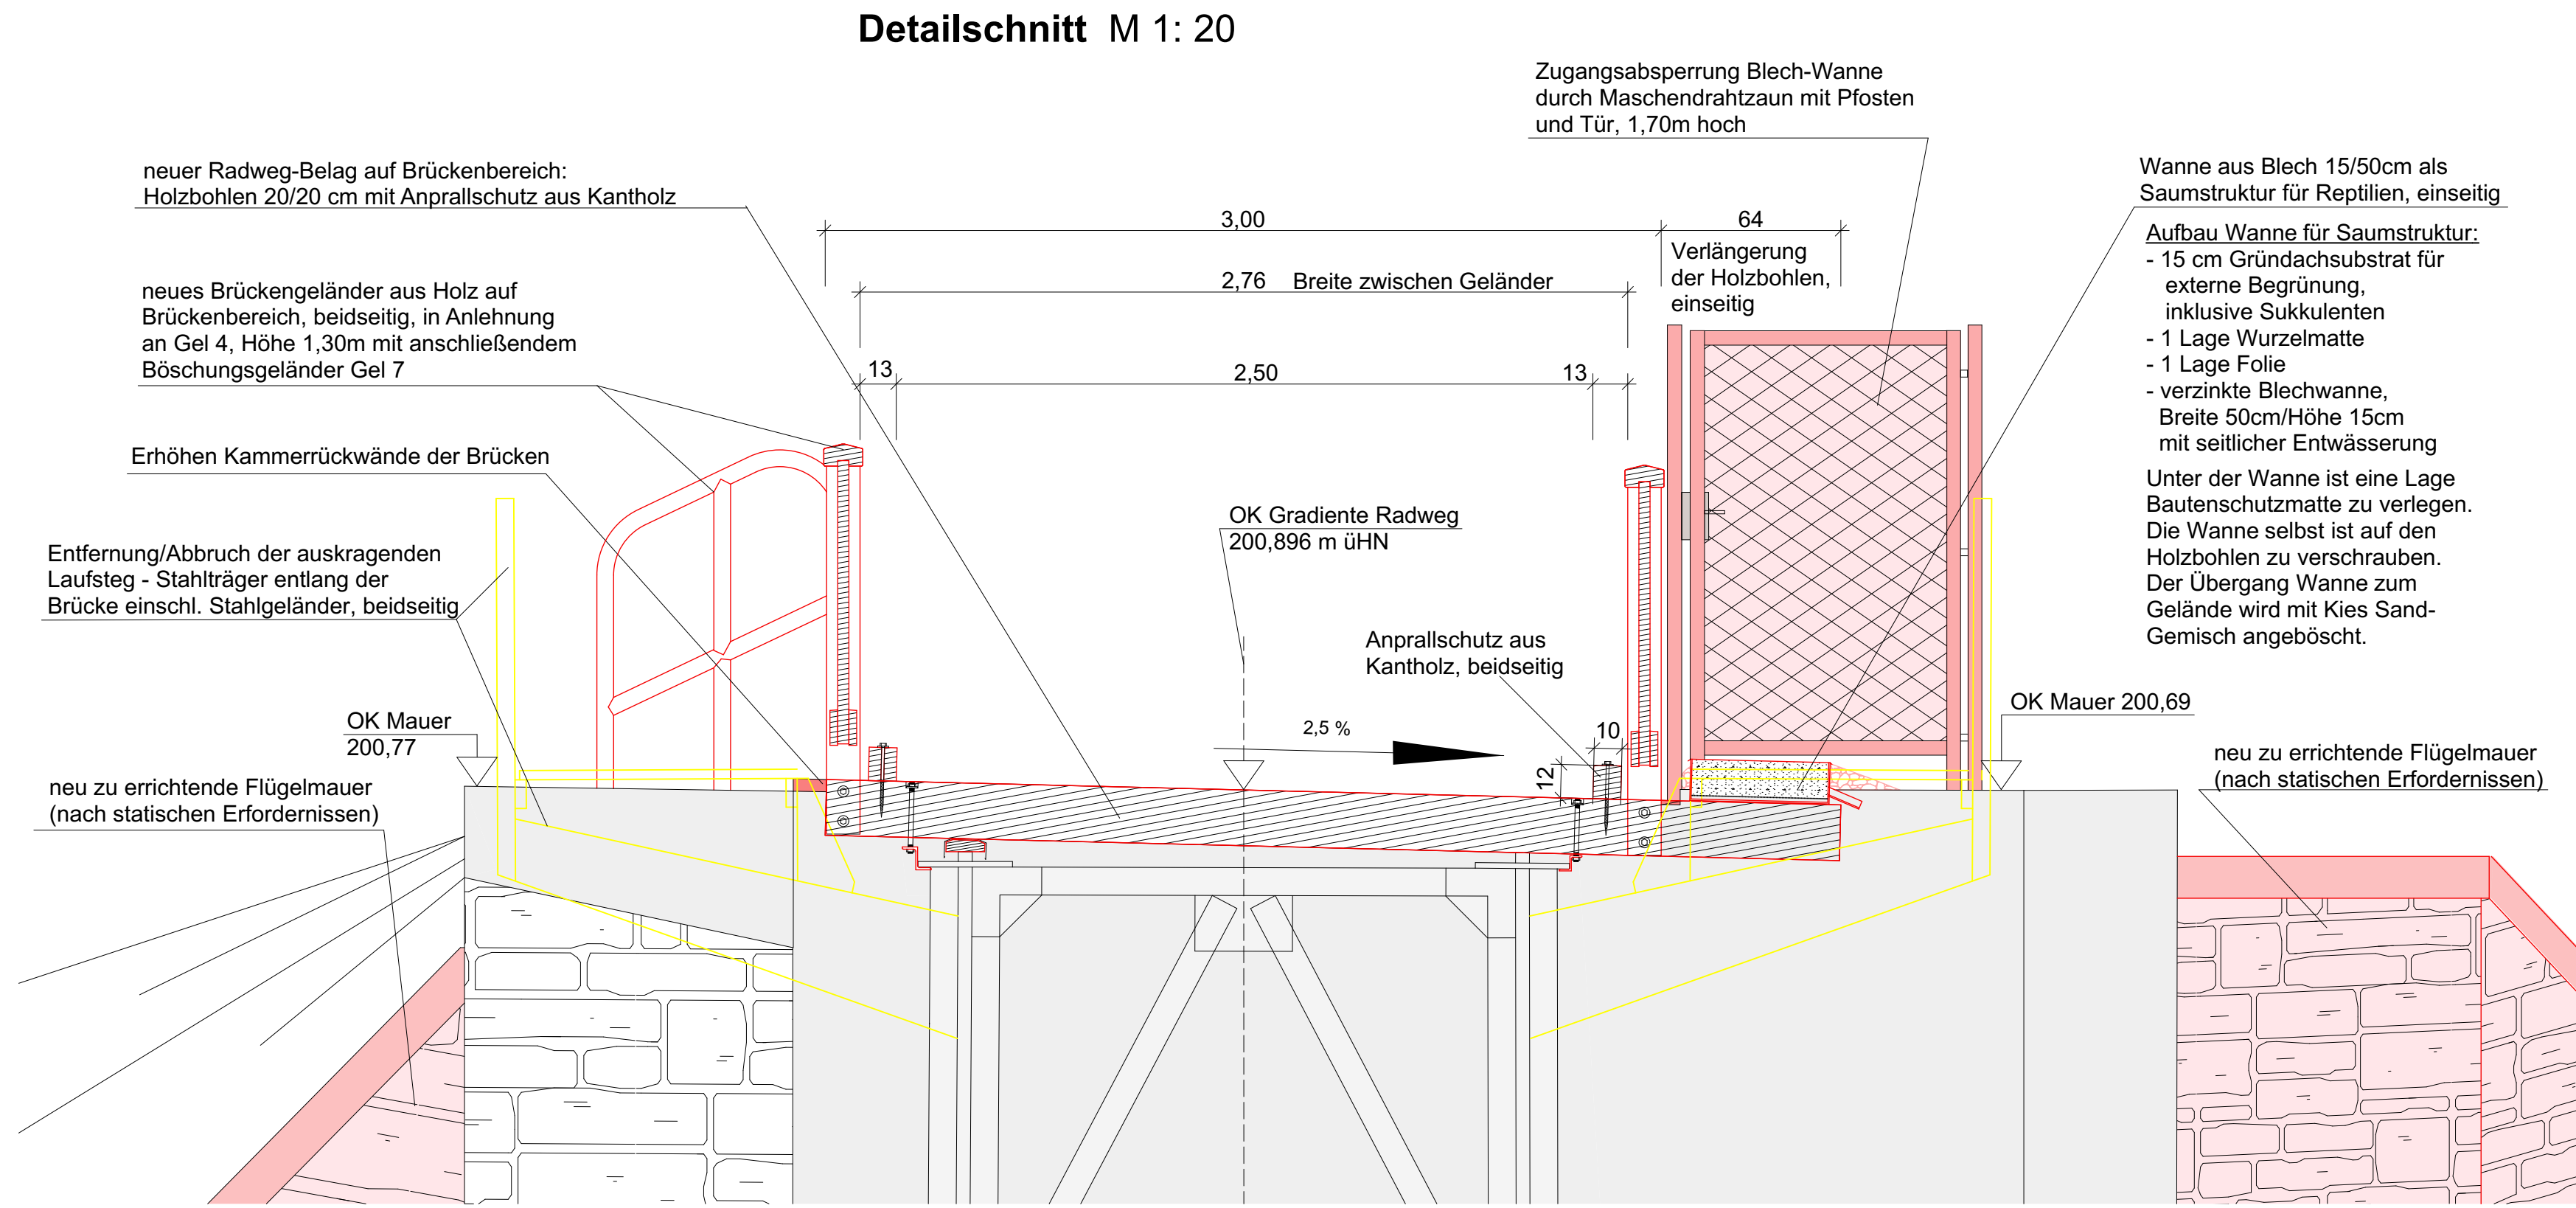 Detailschnitt M 1: 20
Zugangsabsperrung Blech-Wanne
durch Maschendrahtzaun mit Pfosten
und Tür, 1,70m hoch
neuer Radweg-Belag auf Brückenbereich:
Holzbohlen 20/20 cm mit Anprallschutz aus Kantholz
Wanne aus Blech 15/50cm als
Saumstruktur für Reptilien, einseitig
3,00
64
Verlängerung
der Holzbohlen,
einseitig
Aufbau Wanne für Saumstruktur:
- 15 cm Gründachsubstrat für
externe Begrünung,
inklusive Sukkulenten
- 1 Lage Wurzelmatte
- 1 Lage Folie
- verzinkte Blechwanne,
Breite 50cm/Höhe 15cm
mit seitlicher Entwässerung
Unter der Wanne ist eine Lage
Bautenschutzmatte zu verlegen.
Die Wanne selbst ist auf den
Holzbohlen zu verschrauben.
Der Übergang Wanne zum
Gelände wird mit Kies Sand-
Gemisch angeböscht.
2,76 Breite zwischen Geländer
neues Brückengeländer aus Holz auf
Brückenbereich, beidseitig, in Anlehnung
an Gel 4, Höhe 1,30m mit anschließendem
Böschungsgeländer Gel 7
13
2,50
13
Erhöhen Kammerrückwände der Brücken
OK Gradiente Radweg
200,896 m üHN
Entfernung/Abbruch der auskragenden
Laufsteg - Stahlträger entlang der
Brücke einschl. Stahlgeländer, beidseitig
Anprallschutz aus
Kantholz, beidseitig
OK Mauer
200,77
2,5 %
10
12
OK Mauer 200,69
neu zu errichtende Flügelmauer
(nach statischen Erfordernissen)
neu zu errichtende Flügelmauer
(nach statischen Erfordernissen)